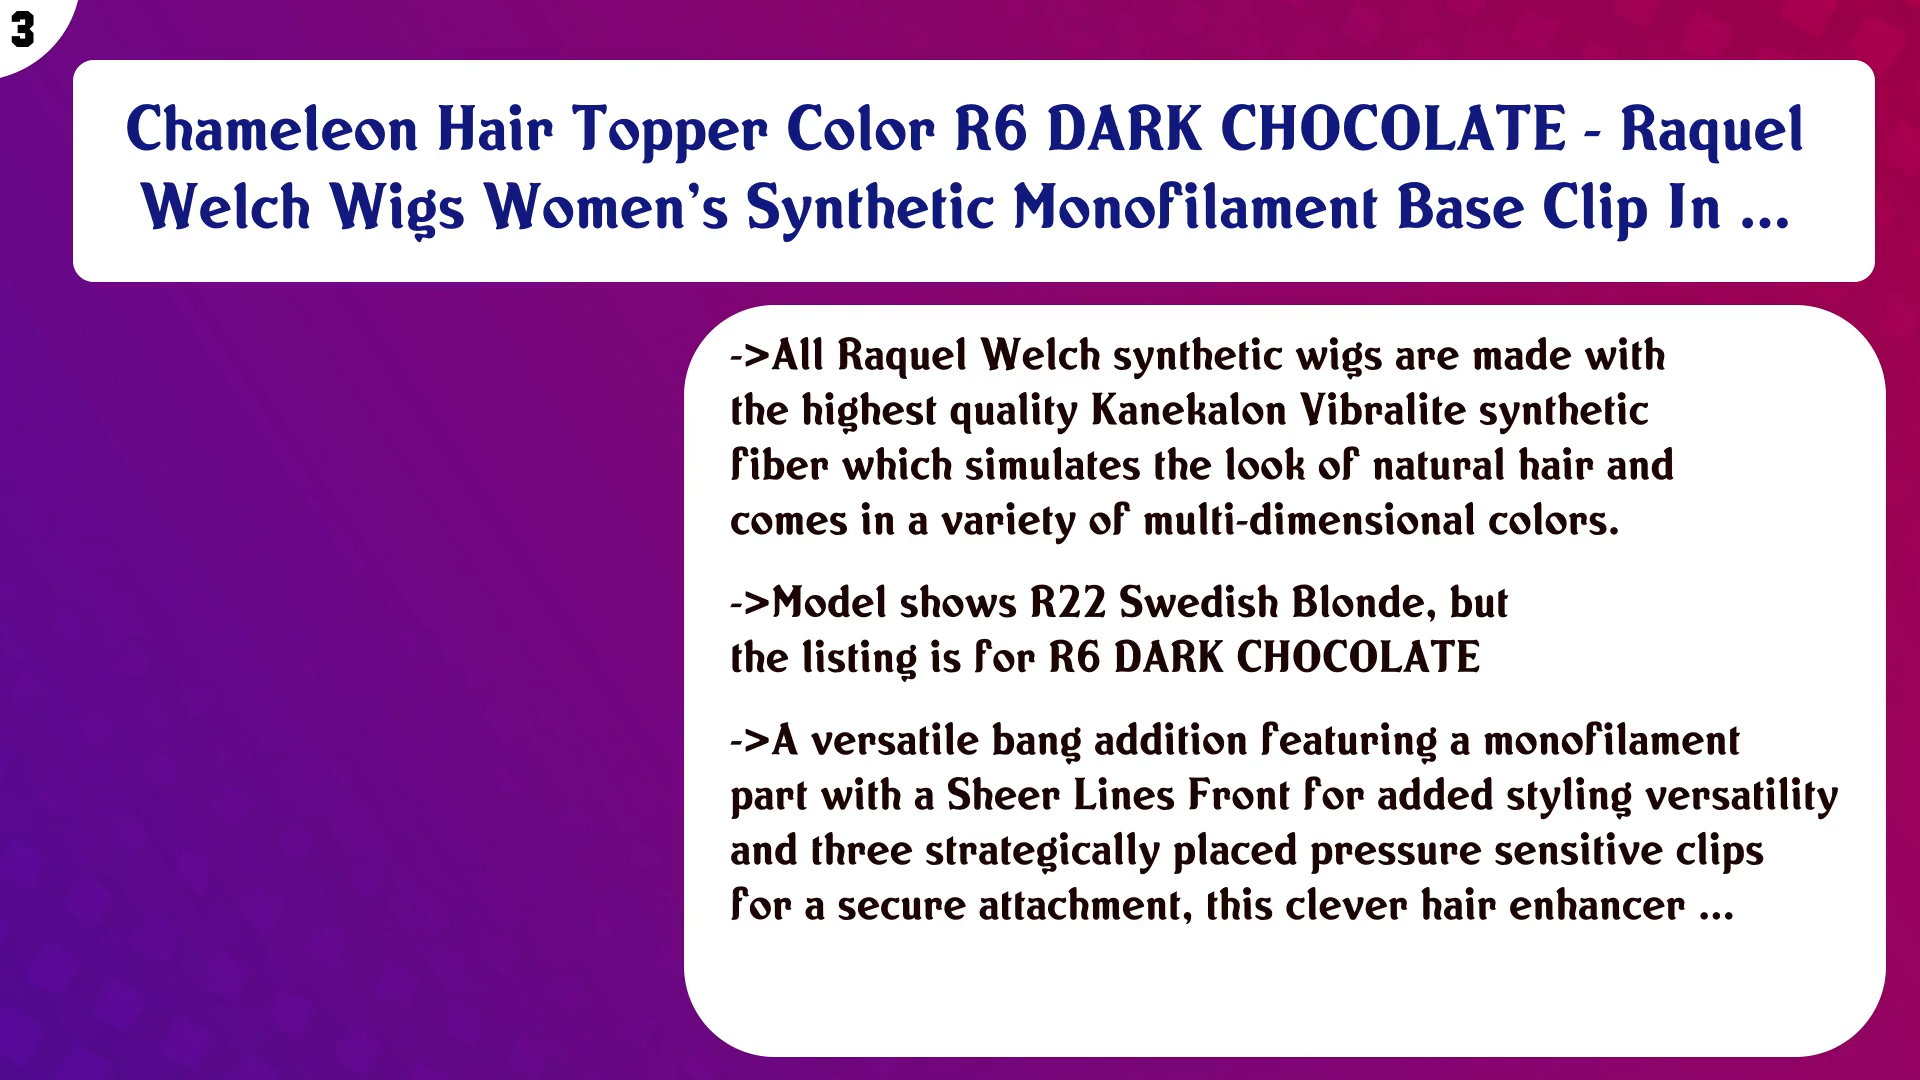 3
Chameleon Hair Topper Color R6 DARK CHOCOLATE - Raquel
Welch Wigs Women’s Synthetic Monofilament Base Clip In ...
->All Raquel Welch synthetic wigs are made with
the highest quality Kanekalon Vibralite synthetic
fiber which simulates the look of natural hair and
comes in a variety of multi-dimensional colors.
->Model shows R22 Swedish Blonde, but
the listing is for R6 DARK CHOCOLATE
->A versatile bang addition featuring a monofilament
part with a Sheer Lines Front for added styling versatility
and three strategically placed pressure sensitive clips
for a secure attachment, this clever hair enhancer ...